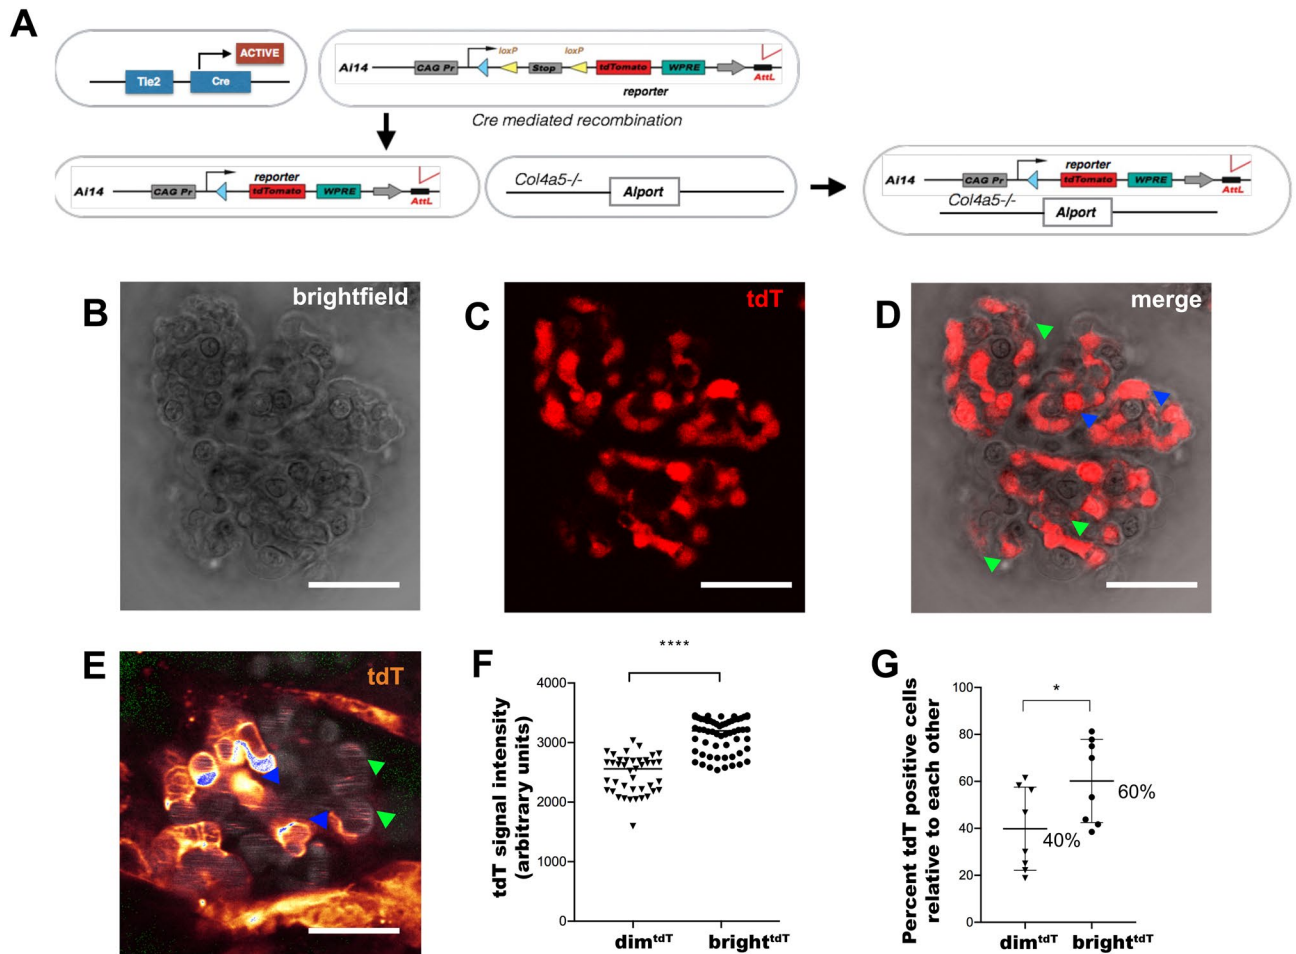 A
ACTIVE
Tie2
Cre
loxP
loxP
Ai14
CAG Pr
Stop
tdTomato
WPRE
AttL
reporter
Cre mediated recombination
reporter
Ai14
CAG Pr
tdTomato
WPRE
AttL
Col4a5-/-
Alport
reporter
Ai14
CAG Pr
tdTomato
WPRE
AttL
Col4a5-/-
Alport
B
brightfield
C
tdT
D
merge
E
tdT
F
****
tdT signal intensity
(arbitrary units)
4000
3000
2000
1000
0
dimtdT
brighttdT
G
*
Percent tdT positive cells
relative to each other
100
80
60
40
20
0
40%
60%
dimtdT
brighttdT